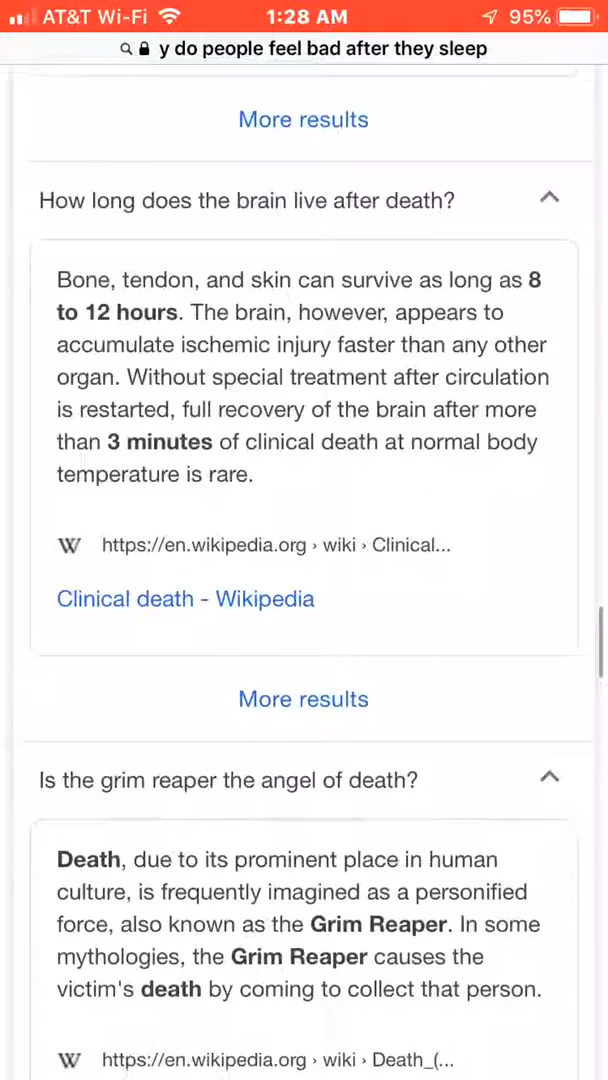 AT&T Wi-Fi 1:28 AM 95%
y do people feel bad after they sleep
More results
How long does the brain live after death?
Bone, tendon, and skin can survive as long as 8
to 12 hours. The brain, however, appears to
accumulate ischemic injury faster than any other
organ. Without special treatment after circulation
is restarted, full recovery of the brain after more
than 3 minutes of clinical death at normal body
temperature is rare.
W https://en.wikipedia.org › wiki › Clinical...
Clinical death - Wikipedia
More results
Is the grim reaper the angel of death?
Death, due to its prominent place in human
culture, is frequently imagined as a personified
force, also known as the Grim Reaper. In some
mythologies, the Grim Reaper causes the
victim's death by coming to collect that person.
W https://en.wikipedia.org › wiki › Death_(...